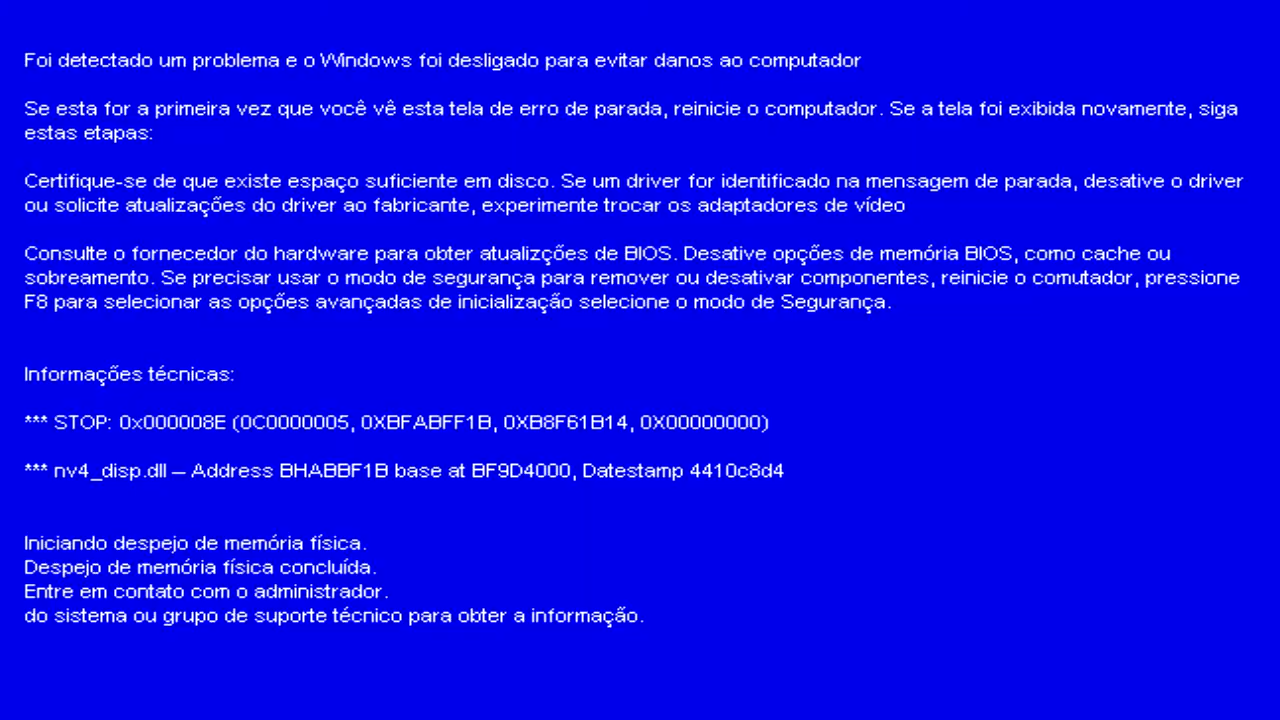 Foi detectado um problema e o Windows foi desligado para evitar danos ao computador
Se esta for a primeira vez que você vê esta tela de erro de parada, reinicie o computador. Se a tela foi exibida novamente, siga
estas etapas:
Certifique-se de que existe espaço suficiente em disco. Se um driver for identificado na mensagem de parada, desative o driver
ou solicite atualizações do driver ao fabricante, experimente trocar os adaptadores de vídeo
Consulte o fornecedor do hardware para obter atualizções de BIOS. Desative opções de memória BIOS, como cache ou
sobreamento. Se precisar usar o modo de segurança para remover ou desativar componentes, reinicie o comutador, pressione
F8 para selecionar as opções avançadas de inicialização selecione o modo de Segurança.
Informações técnicas:
*** STOP: 0x000008E (0C0000005, 0XBFABFF1B, 0XB8F61B14, 0X00000000)
*** nv4_disp.dll – Address BHABBF1B base at BF9D4000, Datestamp 4410c8d4
Iniciando despejo de memória física.
Despejo de memória física concluída.
Entre em contato com o administrador.
do sistema ou grupo de suporte técnico para obter a informação.